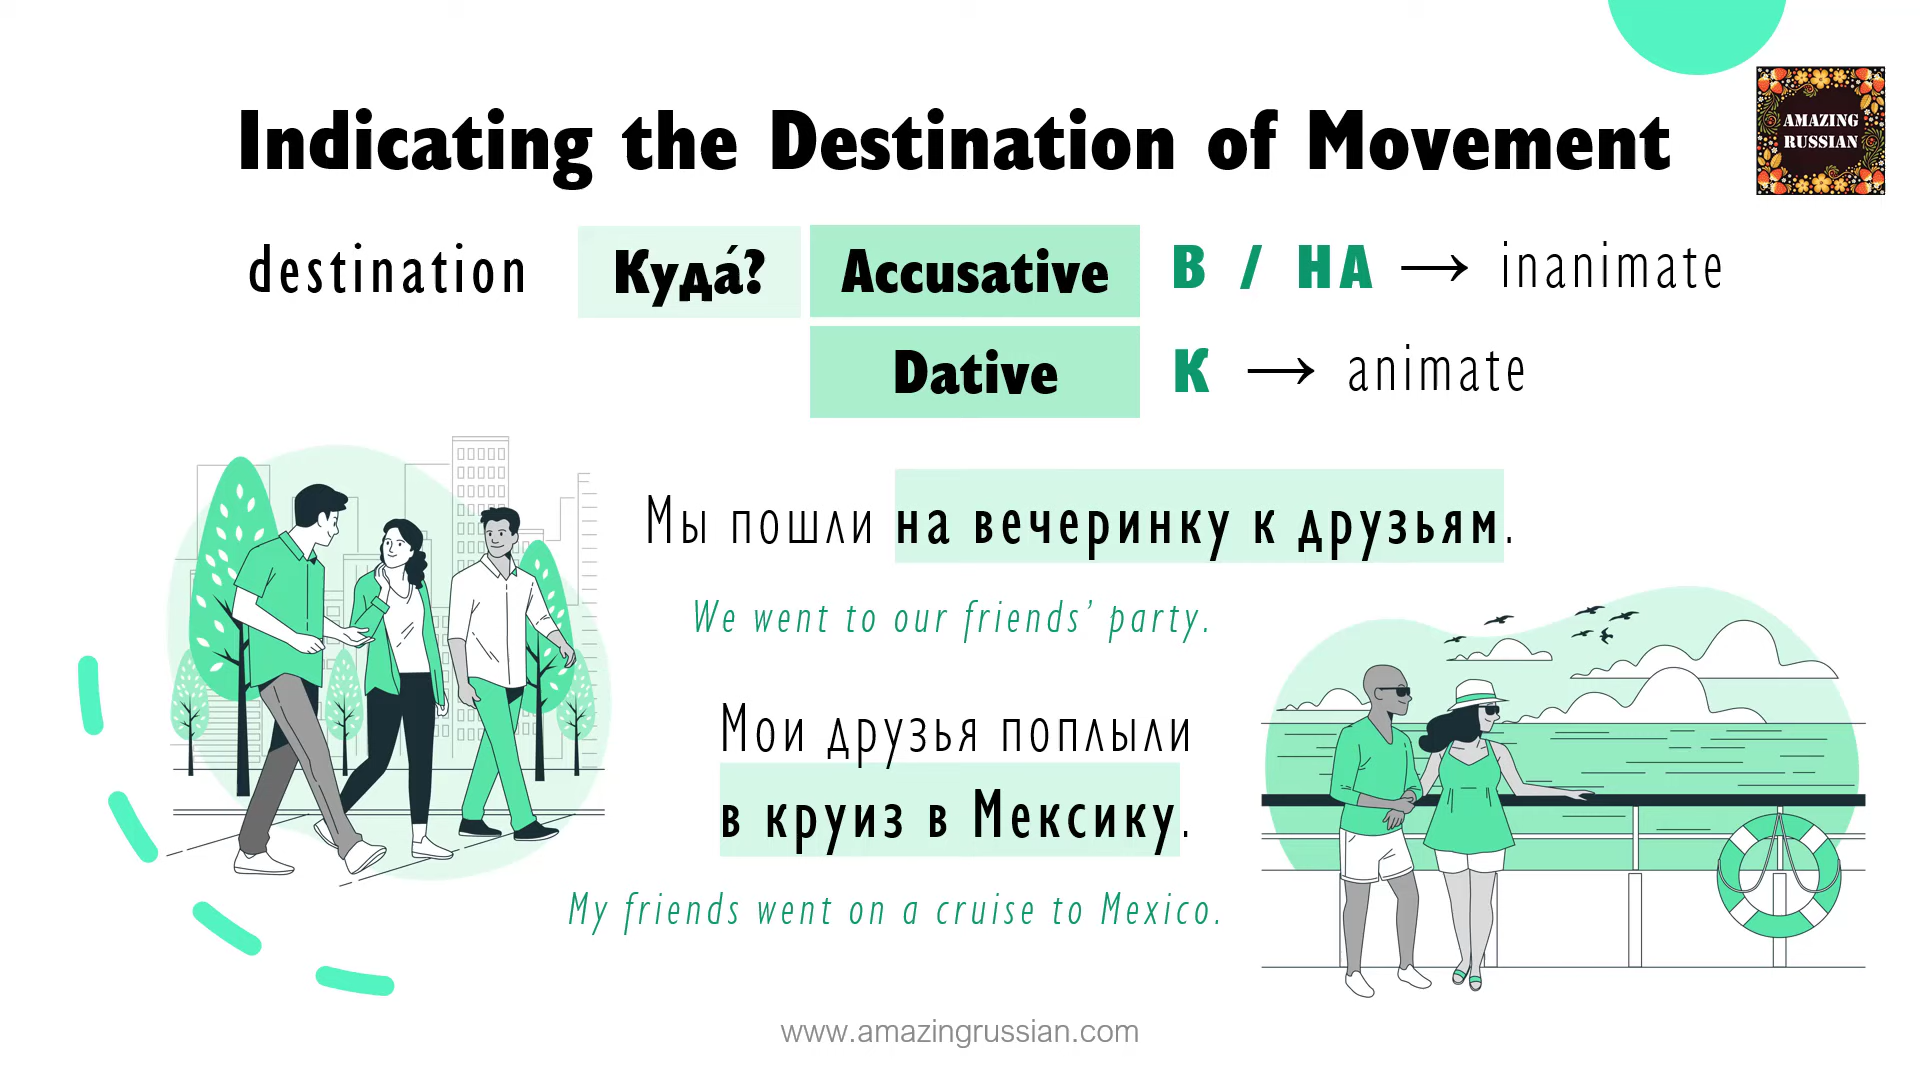 AMAZING
RUSSIAN
Indicating the Destination of Movement
destination Куда́? Accusative В / НА → inanimate
Dative К → animate
Мы пошли на вечеринку к друзьям.
We went to our friends’ party.
Мои друзья поплыли
в круиз в Мексику.
My friends went on a cruise to Mexico.
www.amazingrussian.com